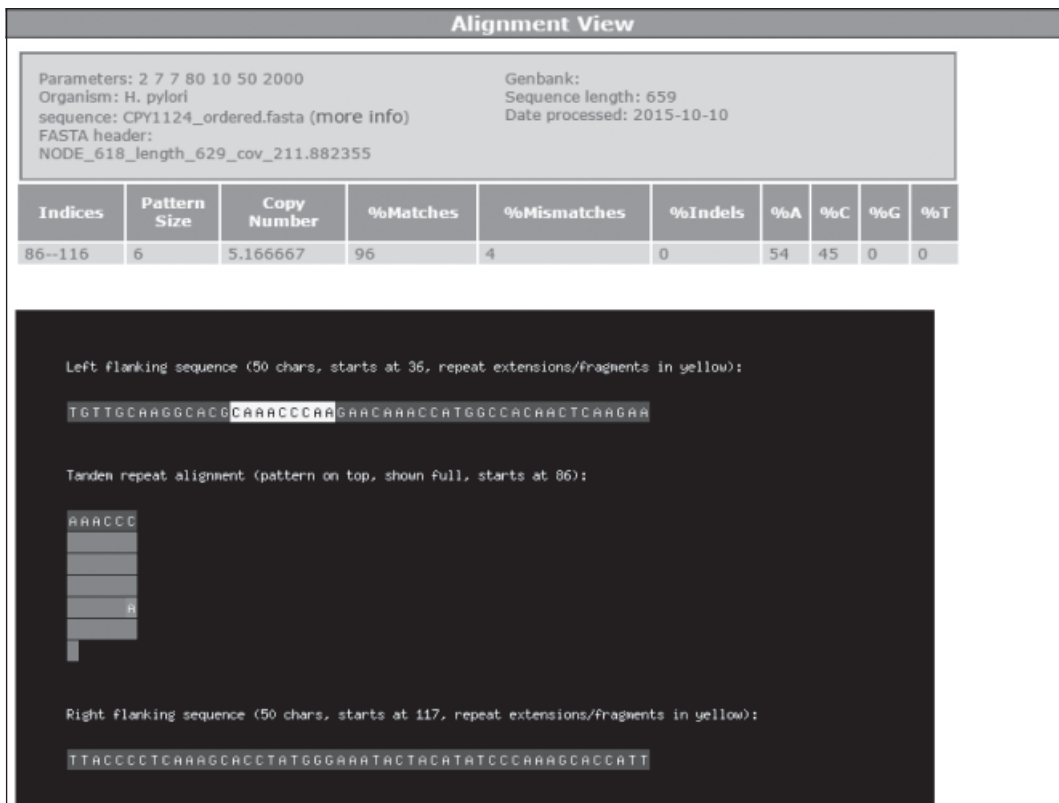 Alignment View
Parameters: 2 7 7 80 10 50 2000
Genbank:
Organism: H. pylori
Sequence length: 659
sequence: CPY1124_ordered.fasta (more info)
Date processed: 2015-10-10
FASTA header:
NODE_618_length_629_cov_211.882355
Indices Pattern Size Copy Number %Matches %Mismatches %Indels %A %C %G %T
86--116 6 5.166667 96 4 0 54 45 0 0
Left flanking sequence (50 chars, starts at 36, repeat extensions/fragments in yellow):
TGTTGCAAGGCACGCAAACCCAAGAACAAACCATGGCCACAACTCAAGAA
Tandem repeat alignment (pattern on top, shown full, starts at 86):
AAACCC
A
Right flanking sequence (50 chars, starts at 117, repeat extensions/fragments in yellow):
TTACCCCTCAAAGCACCTATGGGAAATACTACATATCCCAAAGCACCATT